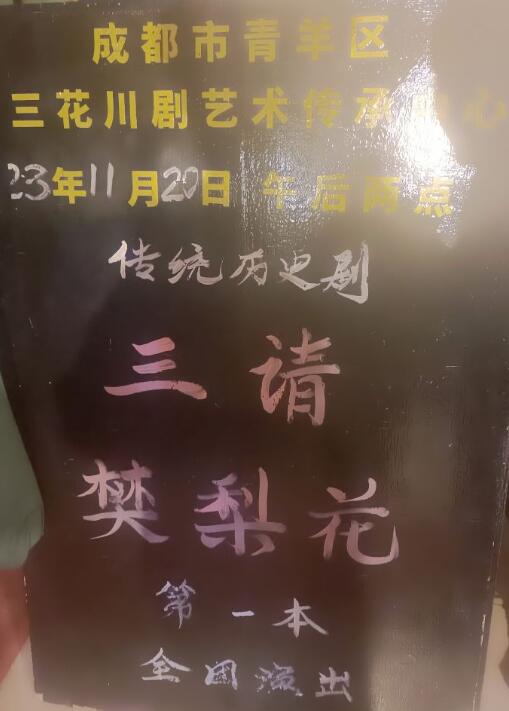 成都市青羊区
三花川剧艺术传承中心
23年11月20日 午后两点
传统历史剧
三请
樊梨花
第一本
全团演出